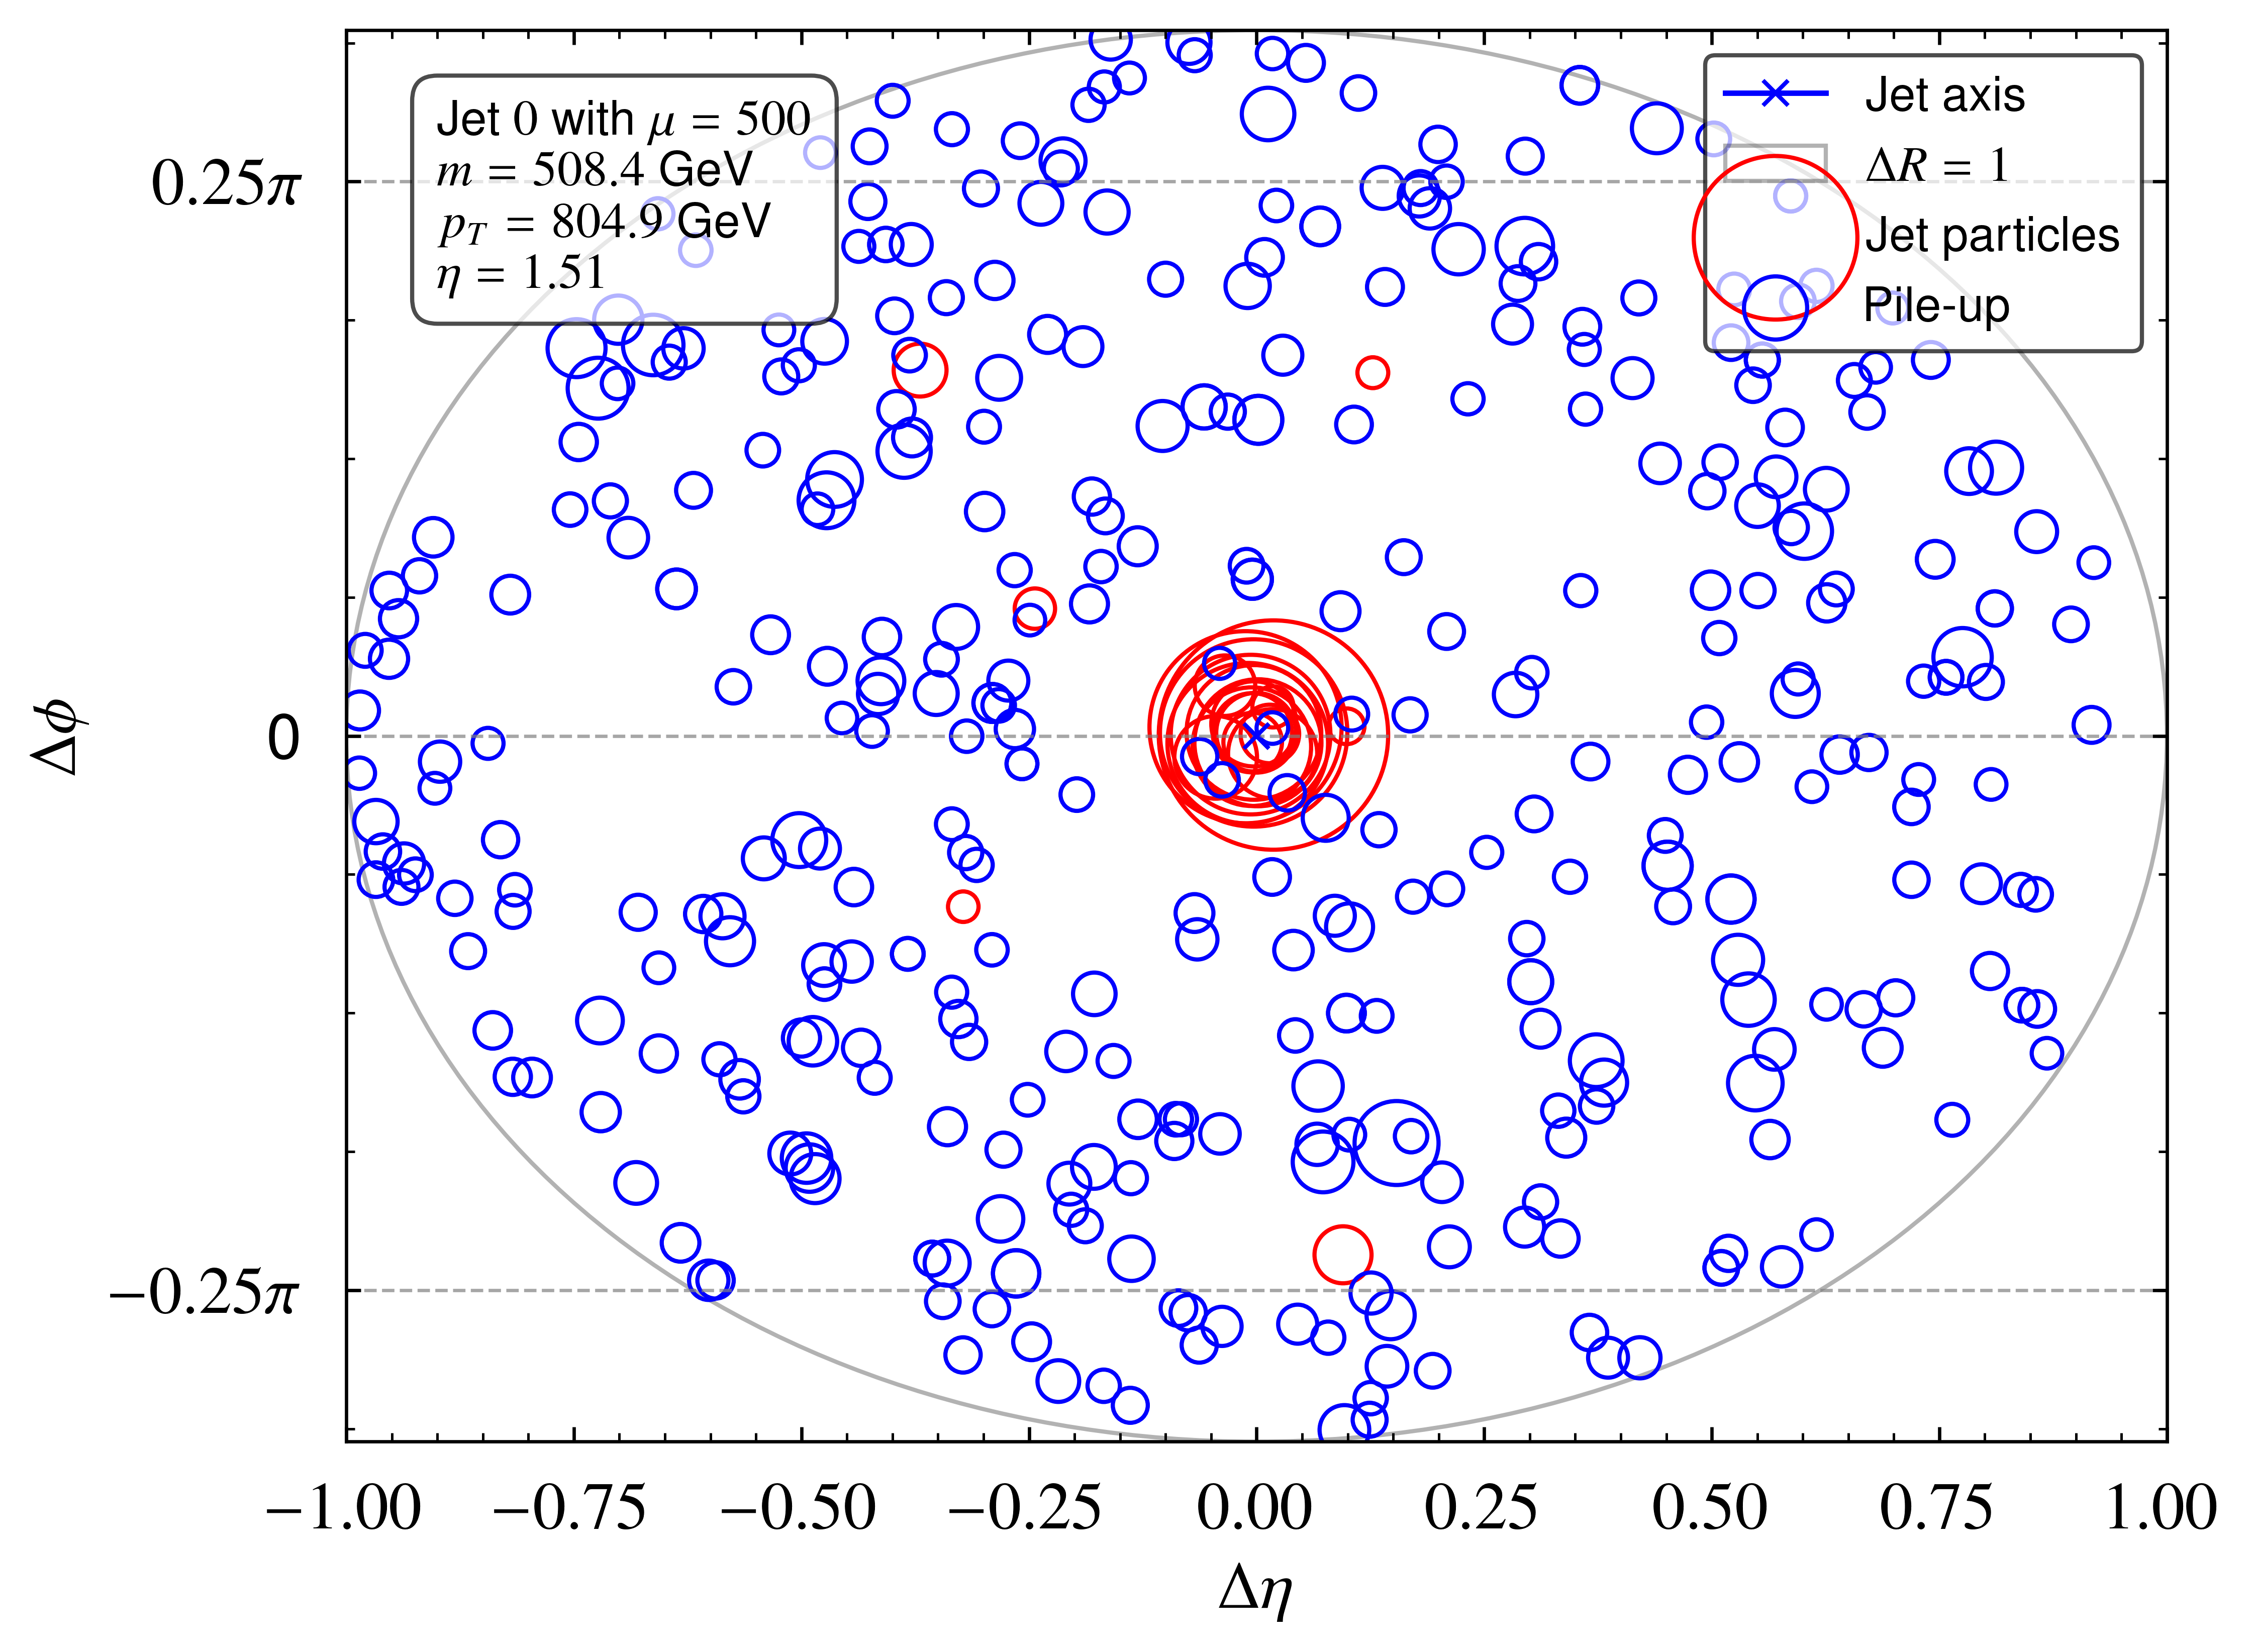 Jet 0 with μ = 500
m = 508.4 GeV
p_T = 804.9 GeV
η = 1.51
Jet axis
ΔR = 1
Jet particles
Pile-up
0.25π
0
−0.25π
Δϕ
−1.00 −0.75 −0.50 −0.25 0.00 0.25 0.50 0.75 1.00
Δη